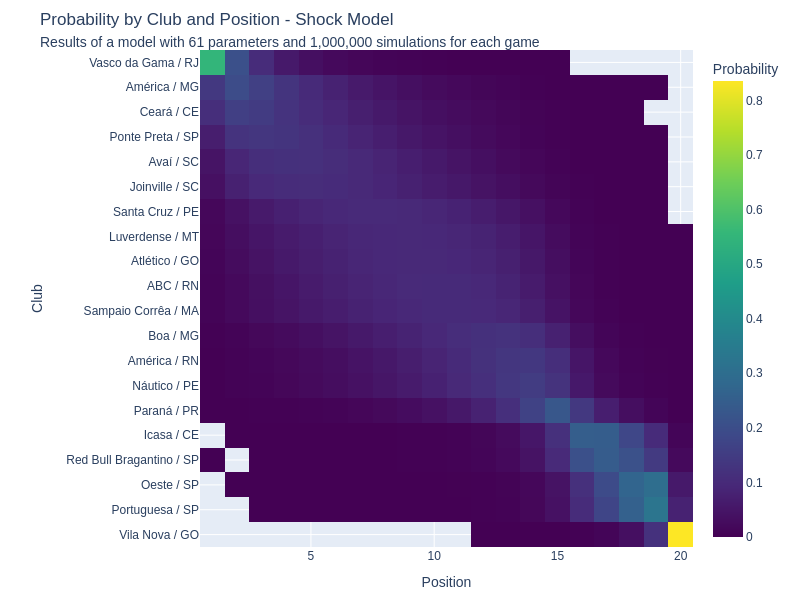 Probability by Club and Position - Shock Model
Results of a model with 61 parameters and 1,000,000 simulations for each game
Probability
Vasco da Gama / RJ
América / MG
Ceará / CE
Ponte Preta / SP
Avaí / SC
Joinville / SC
Santa Cruz / PE
Luverdense / MT
Atlético / GO
ABC / RN
Sampaio Corrêa / MA
Boa / MG
América / RN
Náutico / PE
Paraná / PR
Icasa / CE
Red Bull Bragantino / SP
Oeste / SP
Portuguesa / SP
Vila Nova / GO
Club
5
10
15
20
Position
0.8
0.7
0.6
0.5
0.4
0.3
0.2
0.1
0